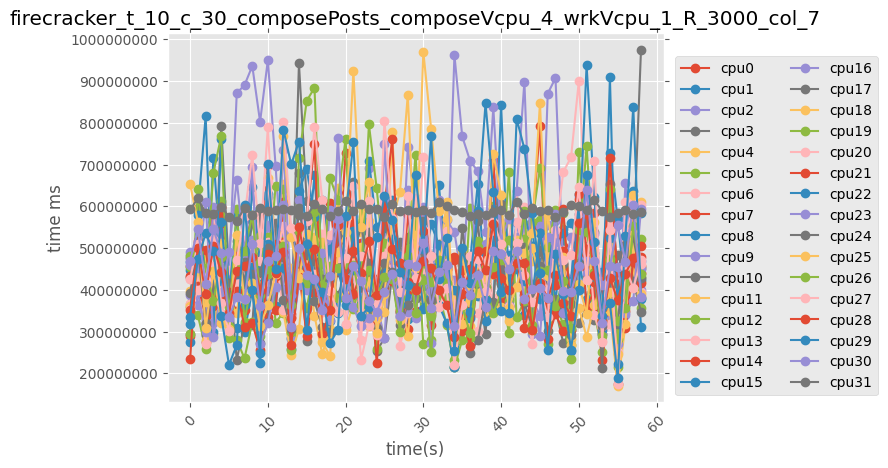 firecracker_t_10_c_30_composePosts_composeVcpu_4_wrkVcpu_1_R_3000_col_7
time ms
1000000000
900000000
800000000
700000000
600000000
500000000
400000000
300000000
200000000
0
10
20
30
40
50
60
time(s)
cpu0
cpu1
cpu2
cpu3
cpu4
cpu5
cpu6
cpu7
cpu8
cpu9
cpu10
cpu11
cpu12
cpu13
cpu14
cpu15
cpu16
cpu17
cpu18
cpu19
cpu20
cpu21
cpu22
cpu23
cpu24
cpu25
cpu26
cpu27
cpu28
cpu29
cpu30
cpu31